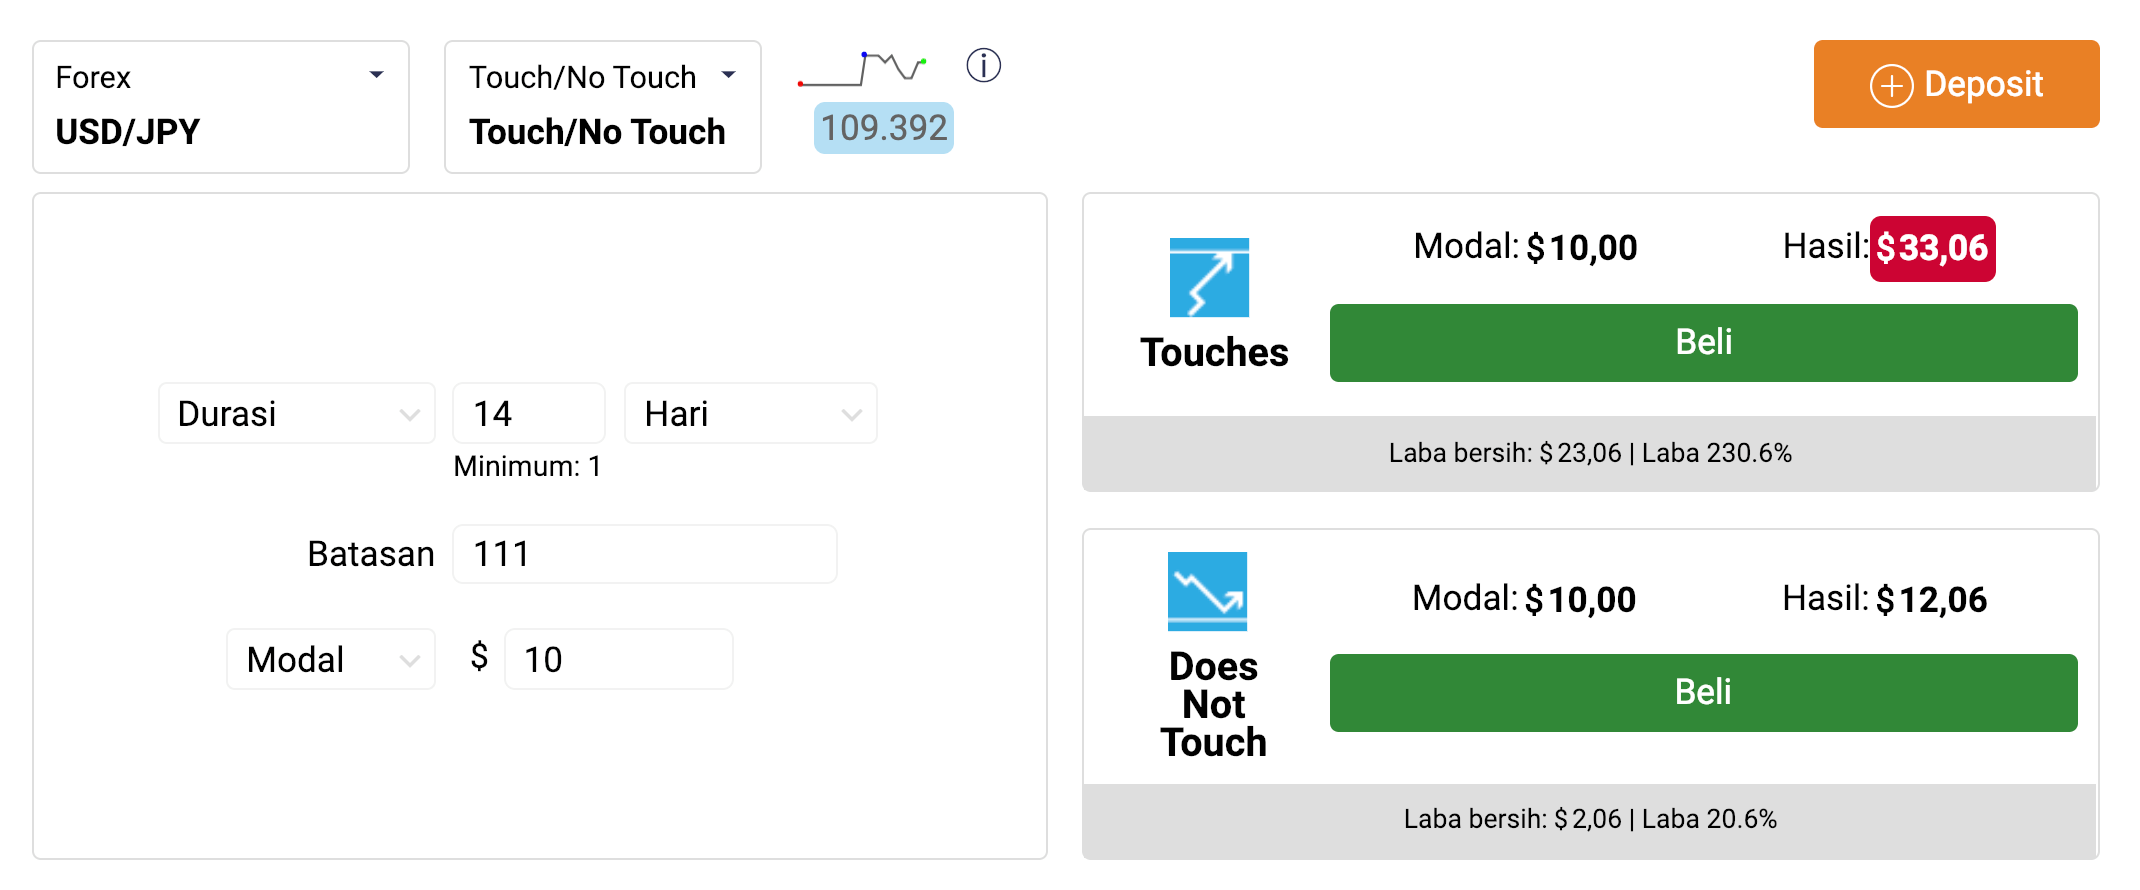 Forex
USD/JPY
Touch/No Touch
Touch/No Touch
109.392
Deposit
Durasi
14
Hari
Minimum: 1
Batasan
111
Modal
$
10
Modal: $10,00
Hasil: $33,06
Touches
Beli
Laba bersih: $23,06 | Laba 230.6%
Modal: $10,00
Hasil: $12,06
Does
Not
Touch
Beli
Laba bersih: $2,06 | Laba 20.6%